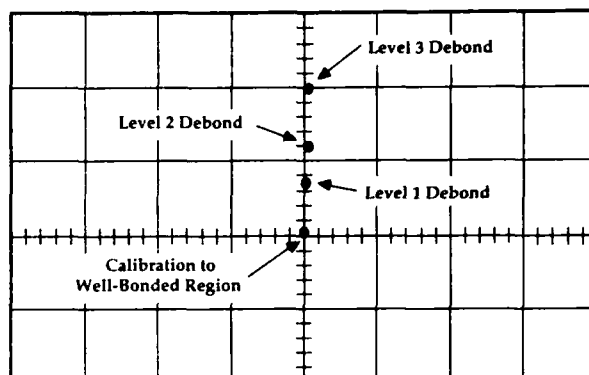 Level 3 Debond
Level 2 Debond
Level 1 Debond
Calibration to
Well-Bonded Region